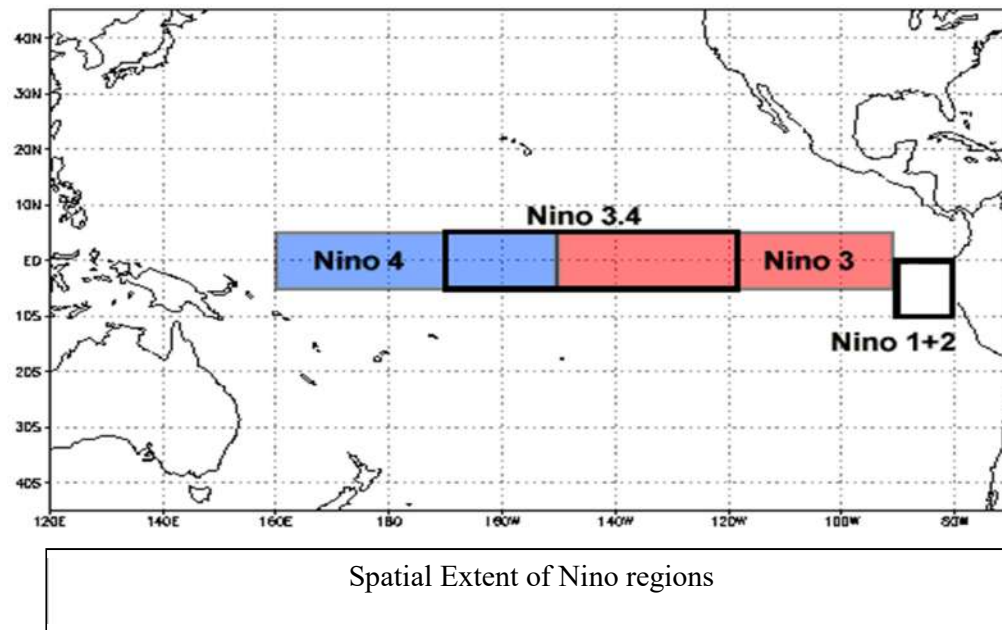 40N
30N
20N
10N
EQ
10S
20S
30S
40S
Nino 3.4
Nino 4
Nino 3
Nino 1+2
120E 140E 160E 180 160W 140W 120W 100W 80W
Spatial Extent of Nino regions